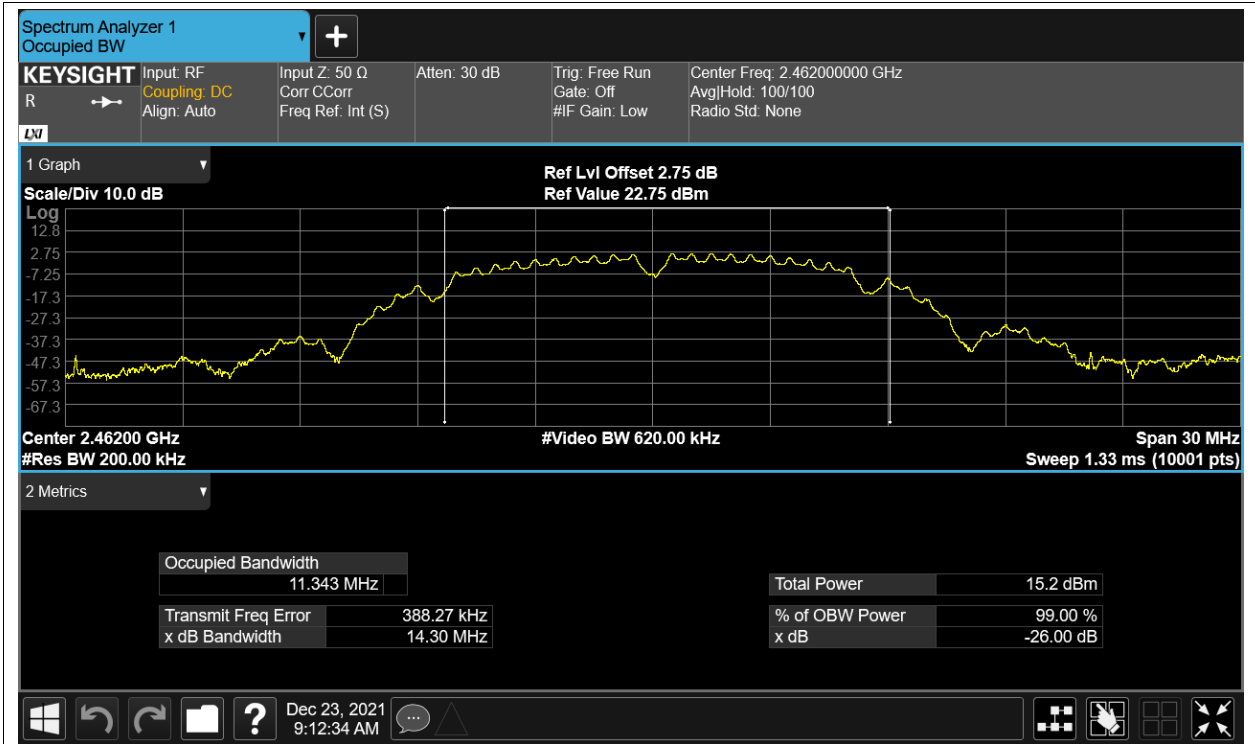 Spectrum Analyzer 1
Occupied BW
KEYSIGHT
R
LXI
Input: RF
Coupling: DC
Align: Auto
Input Z: 50 Ω
Corr CCorr
Freq Ref: Int (S)
Atten: 30 dB
Trig: Free Run
Gate: Off
#IF Gain: Low
Center Freq: 2.462000000 GHz
Avg|Hold: 100/100
Radio Std: None
1 Graph
Scale/Div 10.0 dB
Ref Lvl Offset 2.75 dB
Ref Value 22.75 dBm
Log
12.8
2.75
-7.25
-17.3
-27.3
-37.3
-47.3
-57.3
-67.3
Center 2.46200 GHz
#Video BW 620.00 kHz
Span 30 MHz
#Res BW 200.00 kHz
Sweep 1.33 ms (10001 pts)
2 Metrics
Occupied Bandwidth
11.343 MHz
Total Power 15.2 dBm
Transmit Freq Error 388.27 kHz
% of OBW Power 99.00 %
x dB Bandwidth 14.30 MHz
x dB -26.00 dB
?
Dec 23, 2021
9:12:34 AM